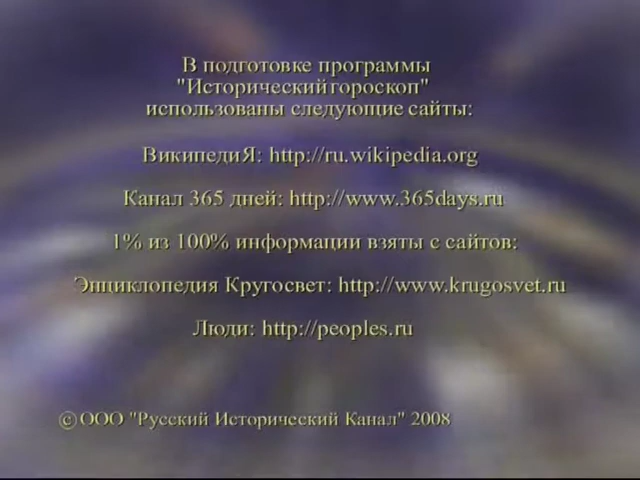 В подготовке программы
"Исторический гороскоп"
использованы следующие сайты:
ВикипедиЯ: http://ru.wikipedia.org
Канал 365 дней: http://www.365days.ru
1% из 100% информации взяты с сайтов:
Энциклопедия Кругосвет: http://www.krugosvet.ru
Люди: http://peoples.ru
© ООО "Русский Исторический Канал" 2008